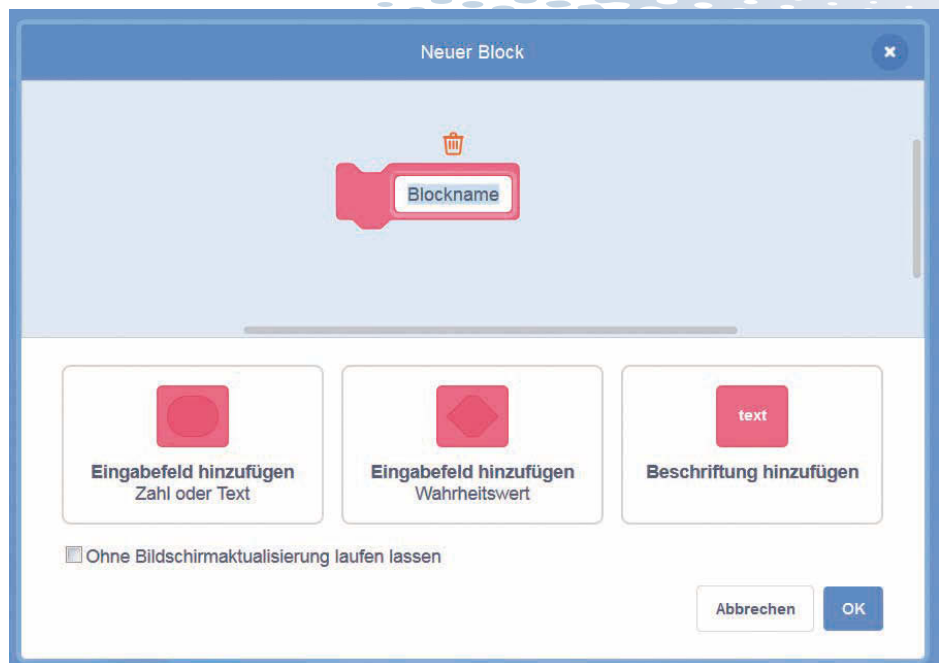 Neuer Block
Blockname
text
Eingabefeld hinzufügen
Zahl oder Text
Eingabefeld hinzufügen
Wahrheitswert
Beschriftung hinzufügen
Ohne Bildschirmaktualisierung laufen lassen
Abbrechen
OK